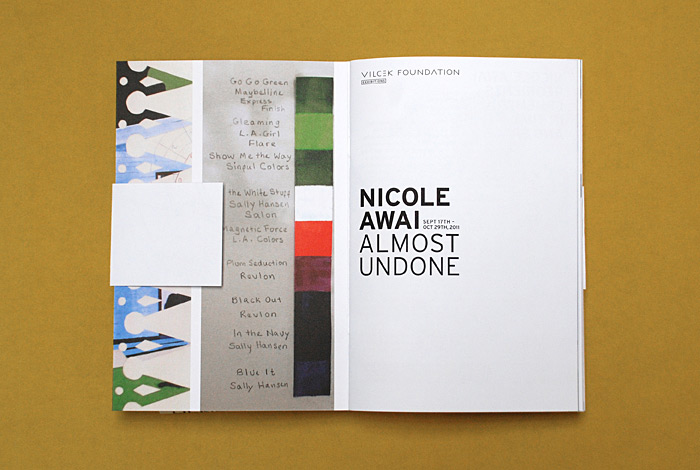 Go Go Green
Maybelline
Express
Finish
Gleaming
L.A. Girl
Flare
Show Me the Way
Sinful Colors
the White Stuff
Sally Hansen
Salon
Magnetic Force
L.A. Colors
Plum Seduction
Revlon
Black Out
Revlon
In the Navy
Sally Hansen
Blue It
Sally Hansen
VILCEK FOUNDATION
EXHIBITIONS
NICOLE
AWAI SEPT 17TH –
OCT 29TH, 2011
ALMOST
UNDONE